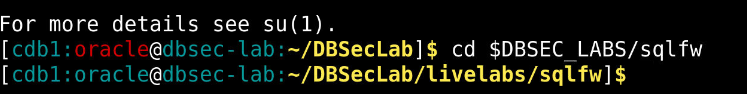 For more details see su(1).
[cdb1:oracle@dbsec-lab:~/DBSecLab]$ cd $DBSEC_LABS/sqlfw
[cdb1:oracle@dbsec-lab:~/DBSecLab/livelabs/sqlfw]$